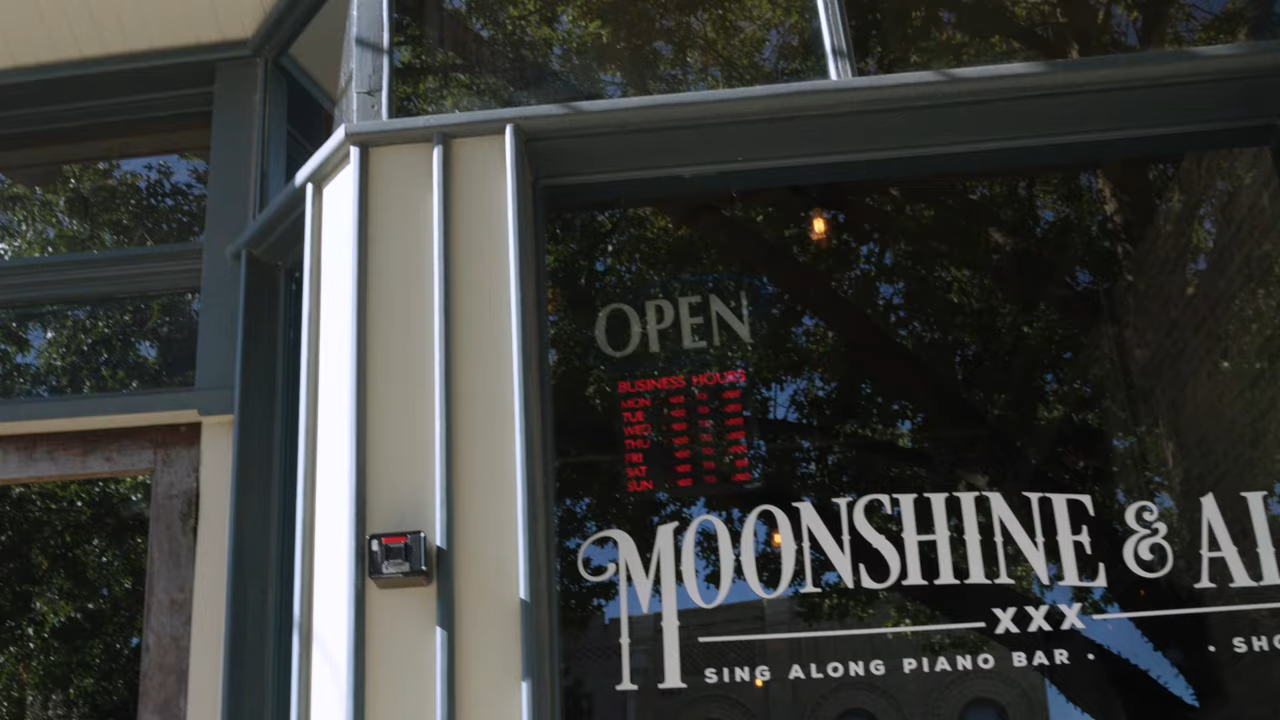 OPEN
BUSINESS HOURS
MON
TUE
WED
THU
FRI
SAT
SUN
MOONSHINE & AL
XXX
SING ALONG PIANO BAR · · SHO